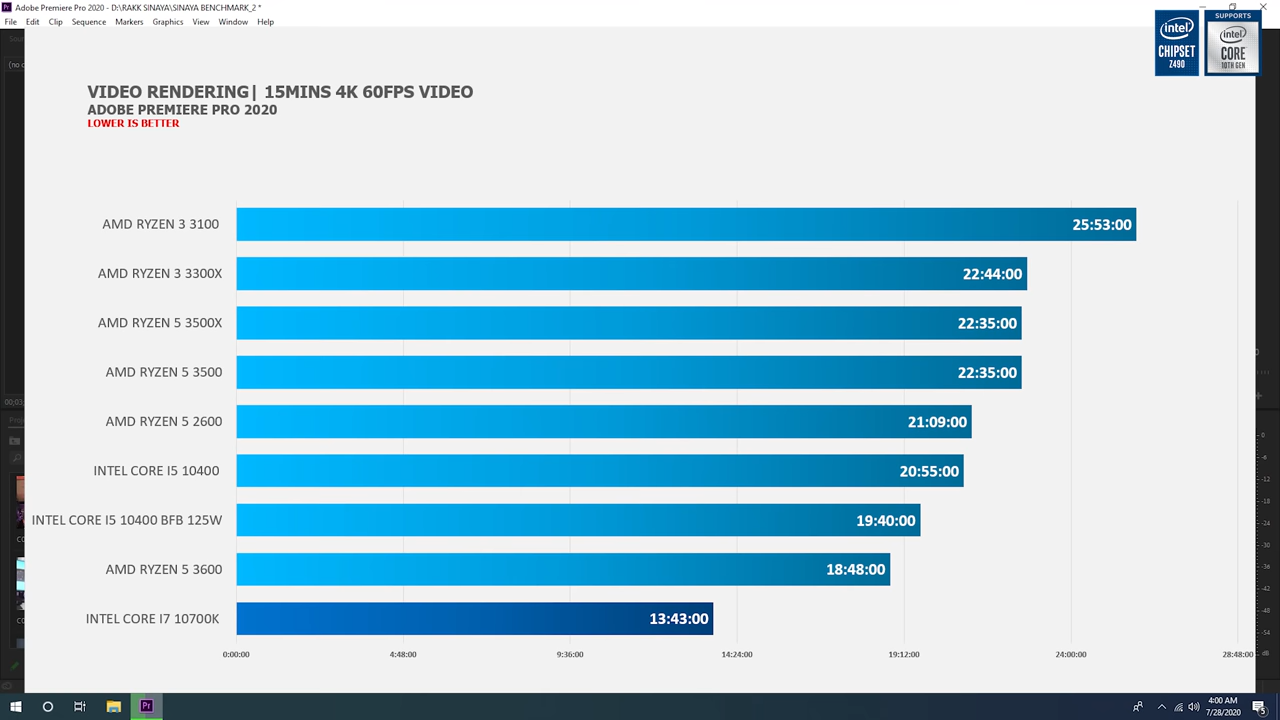 Adobe Premiere Pro 2020 - D:\RAKK SINAYA\SINAYA BENCHMARK_2 *
File Edit Clip Sequence Markers Graphics View Window Help
intel CHIPSET Z490
SUPPORTS intel CORE 10TH GEN
VIDEO RENDERING| 15MINS 4K 60FPS VIDEO
ADOBE PREMIERE PRO 2020
LOWER IS BETTER
AMD RYZEN 3 3100 25:53:00
AMD RYZEN 3 3300X 22:44:00
AMD RYZEN 5 3500X 22:35:00
AMD RYZEN 5 3500 22:35:00
AMD RYZEN 5 2600 21:09:00
INTEL CORE I5 10400 20:55:00
INTEL CORE I5 10400 BFB 125W 19:40:00
AMD RYZEN 5 3600 18:48:00
INTEL CORE I7 10700K 13:43:00
0:00:00 4:48:00 9:36:00 14:24:00 19:12:00 24:00:00 28:48:00
4:00 AM
7/28/2020